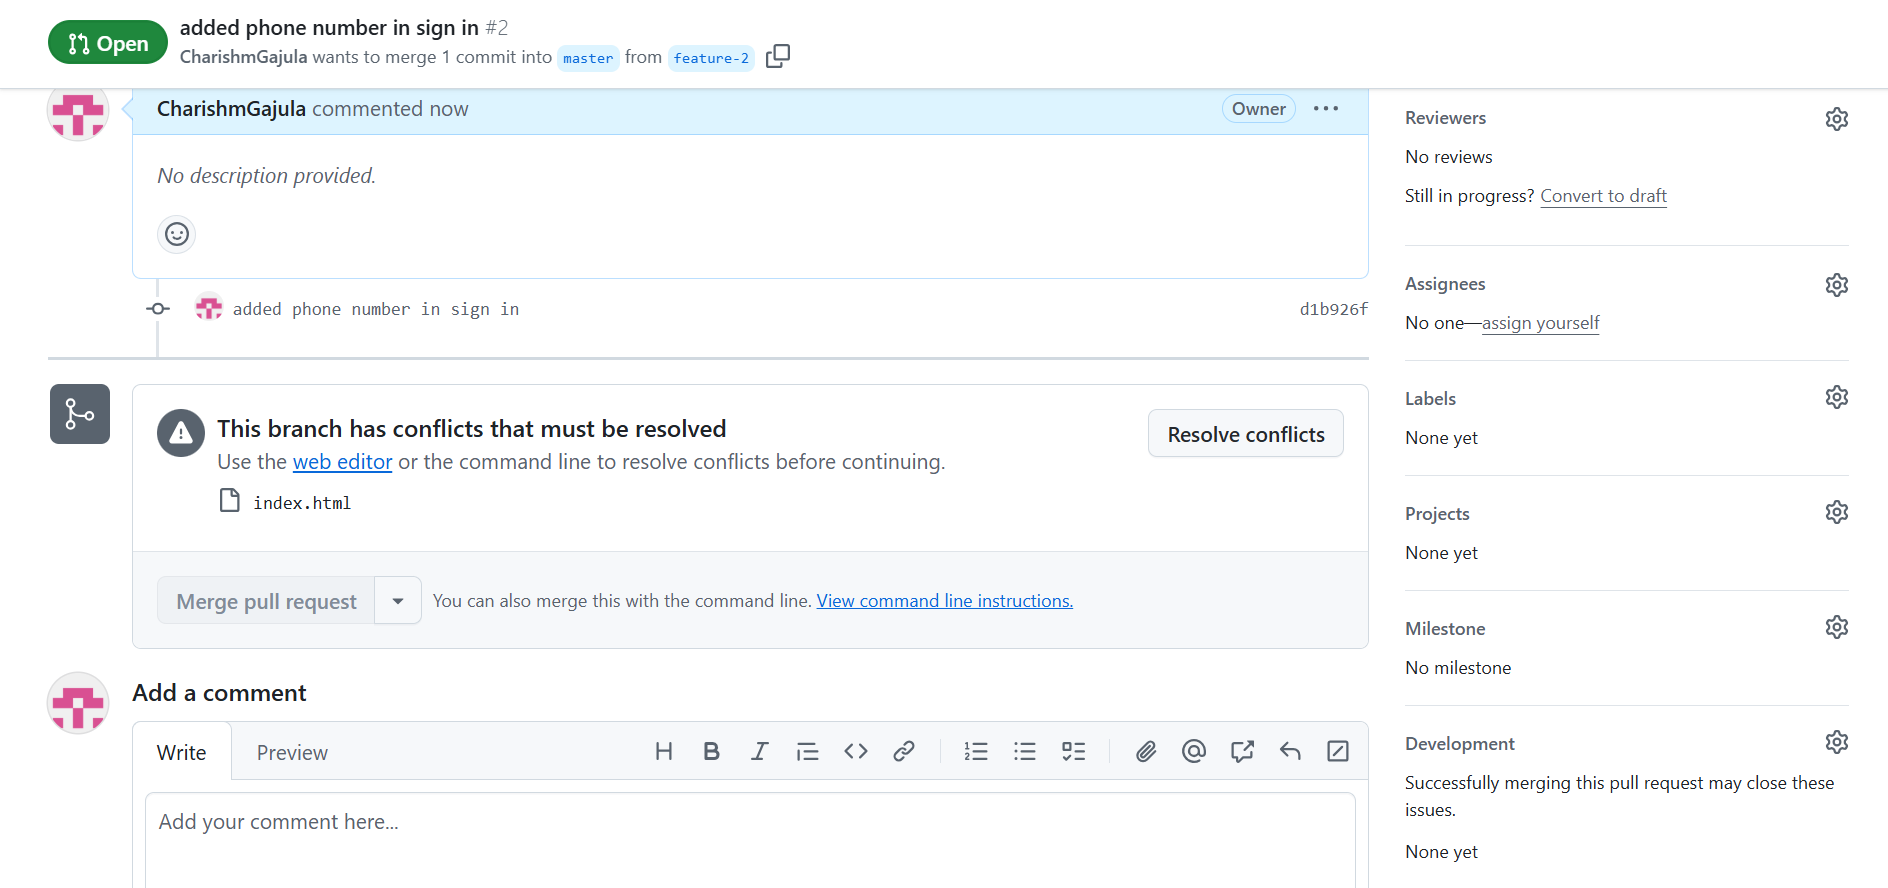 Open
added phone number in sign in #2
CharishmGajula wants to merge 1 commit into master from feature-2
CharishmGajula commented now
Owner
No description provided.
added phone number in sign in
d1b926f
This branch has conflicts that must be resolved
Use the web editor or the command line to resolve conflicts before continuing.
index.html
Resolve conflicts
Merge pull request
You can also merge this with the command line. View command line instructions.
Add a comment
Write
Preview
Add your comment here...
Reviewers
No reviews
Still in progress? Convert to draft
Assignees
No one—assign yourself
Labels
None yet
Projects
None yet
Milestone
No milestone
Development
Successfully merging this pull request may close these
issues.
None yet